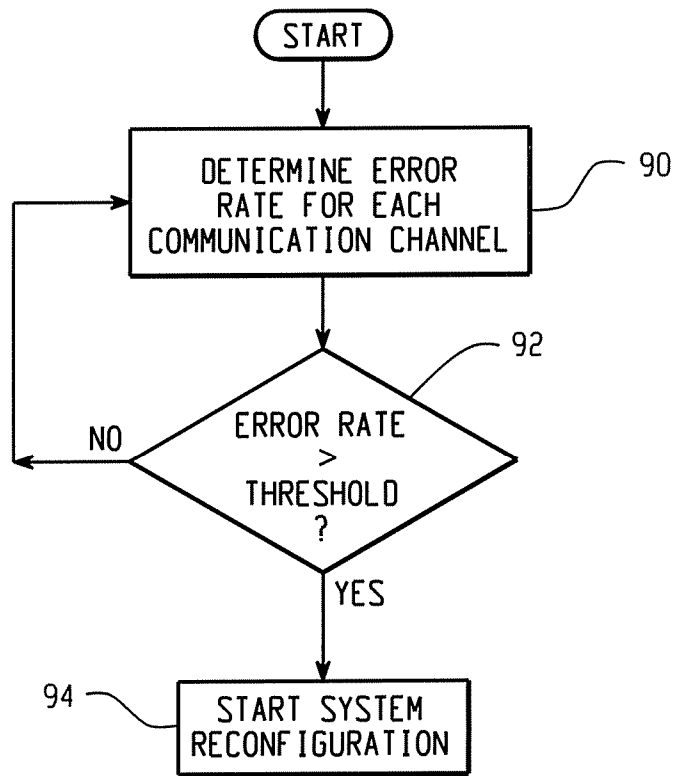 START
DETERMINE ERROR
RATE FOR EACH
COMMUNICATION CHANNEL
90
92
ERROR RATE
>
THRESHOLD
?
NO
YES
94
START SYSTEM
RECONFIGURATION